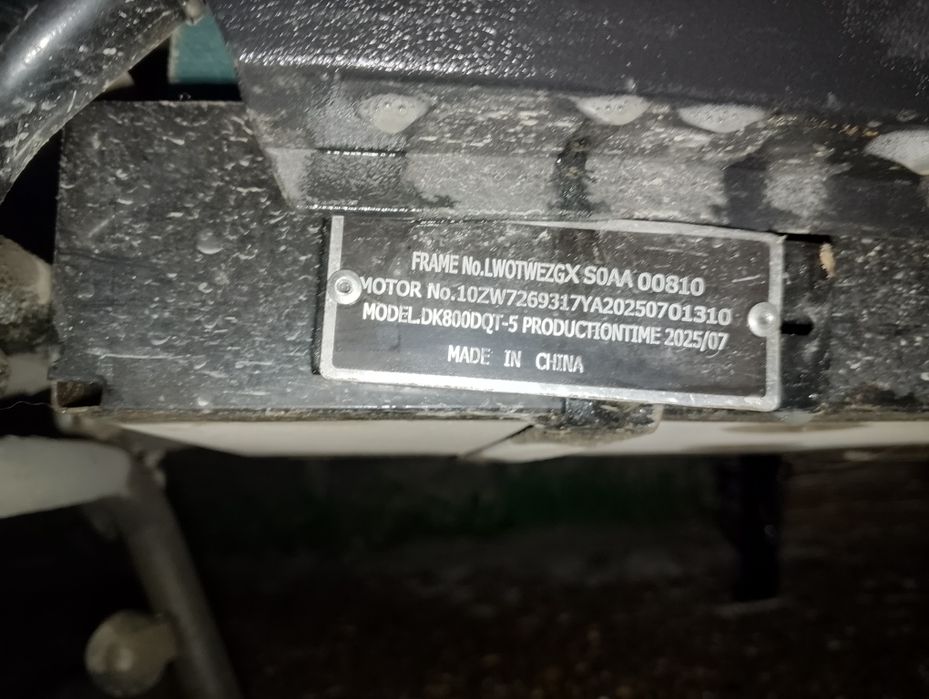 FRAME No.LWOTWEZGX S0AA 00810
MOTOR No.10ZW7269317YA20250701310
MODEL.DK800DQT-5 PRODUCTIONTIME 2025/07
MADE IN CHINA